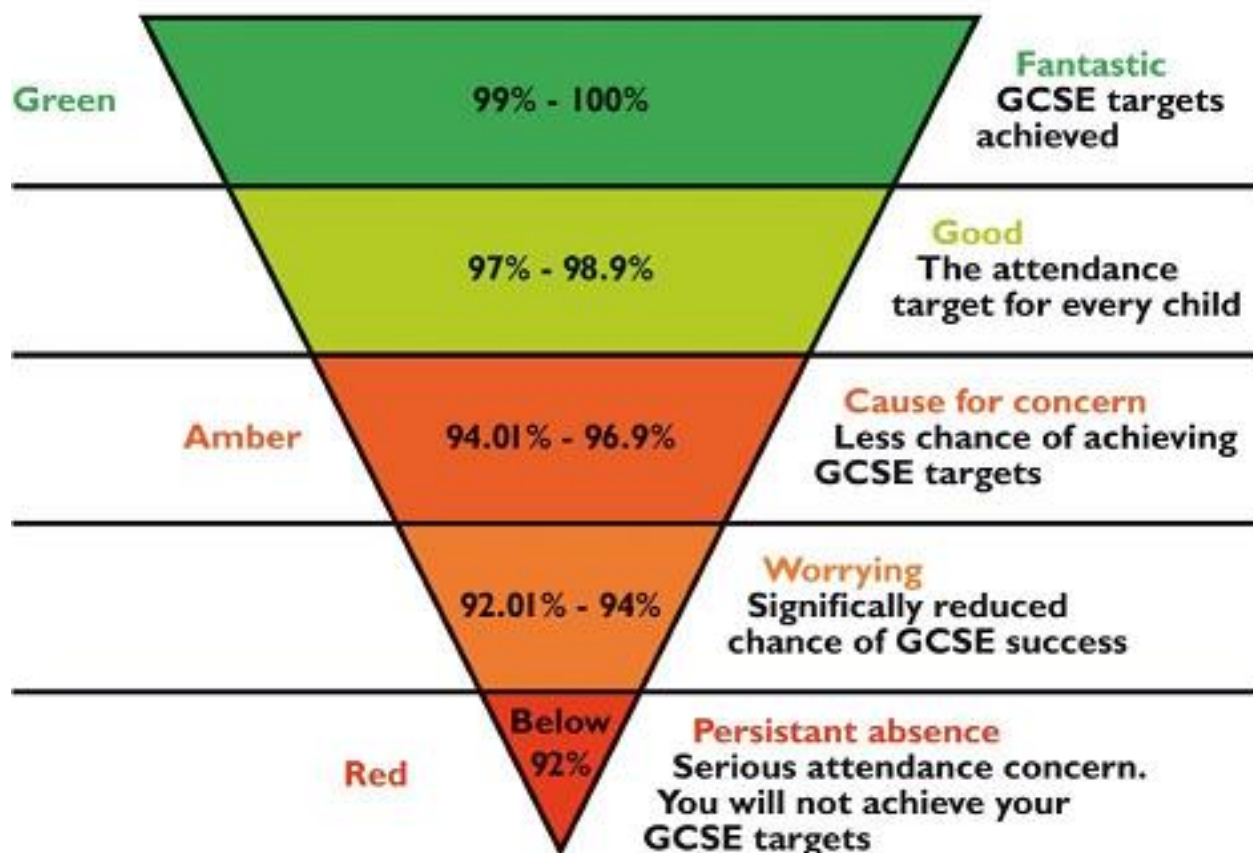 Green
99% - 100%
Fantastic
GCSE targets
achieved
97% - 98.9%
Good
The attendance
target for every child
Amber
94.01% - 96.9%
Cause for concern
Less chance of achieving
GCSE targets
92.01% - 94%
Worrying
Significally reduced
chance of GCSE success
Red
Below
92%
Persistant absence
Serious attendance concern.
You will not achieve your
GCSE targets